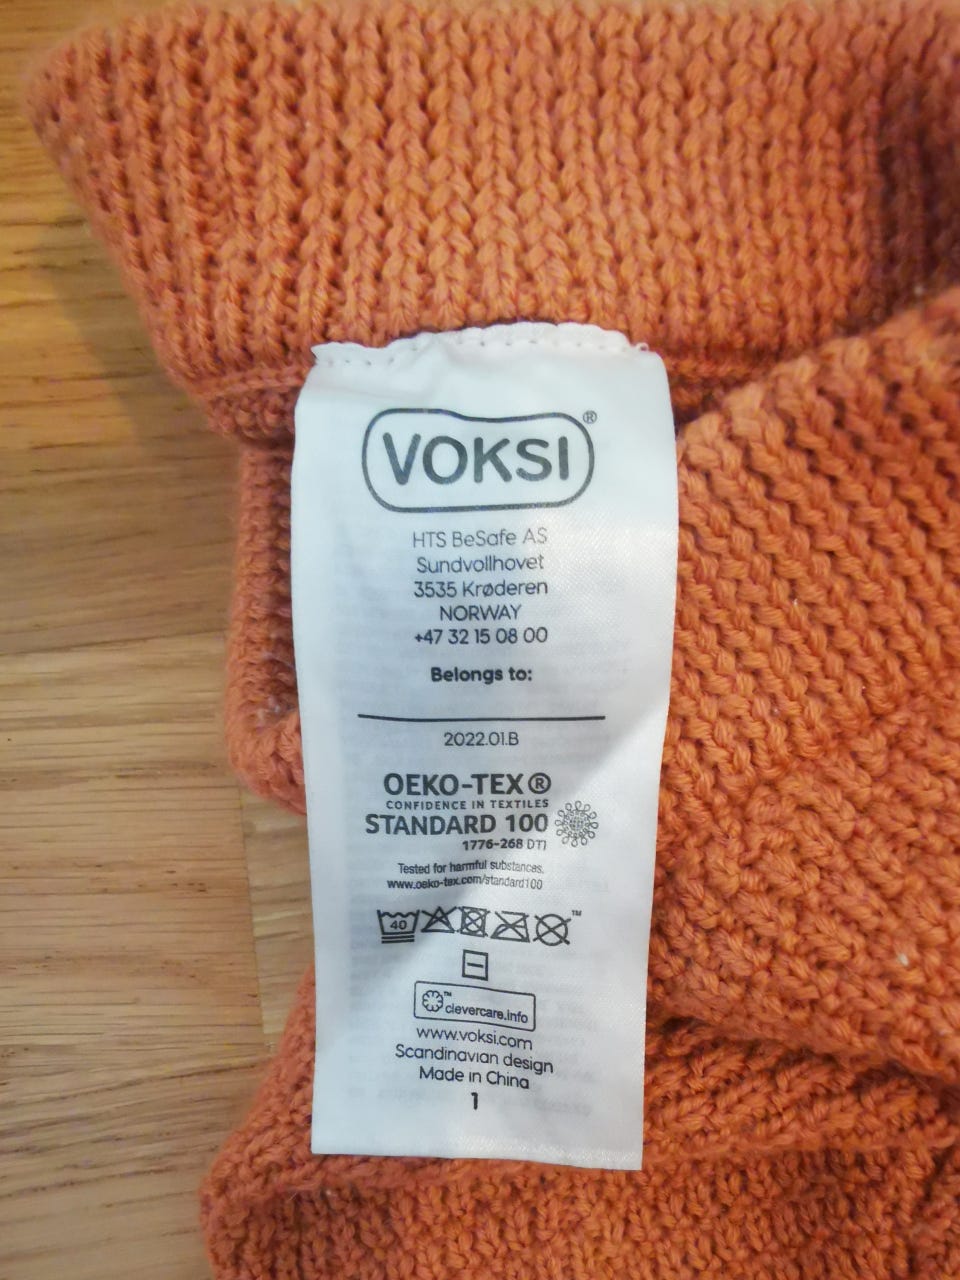 VOKSI®
HTS BeSafe AS
Sundvollhovet
3535 Krøderen
NORWAY
+47 32 15 08 00
Belongs to:
2022.01.B
OEKO-TEX®
CONFIDENCE IN TEXTILES
STANDARD 100
1776-268 DTI
Tested for harmful substances.
www.oeko-tex.com/standard100
40 ™
™ clevercare.info
www.voksi.com
Scandinavian design
Made in China
1